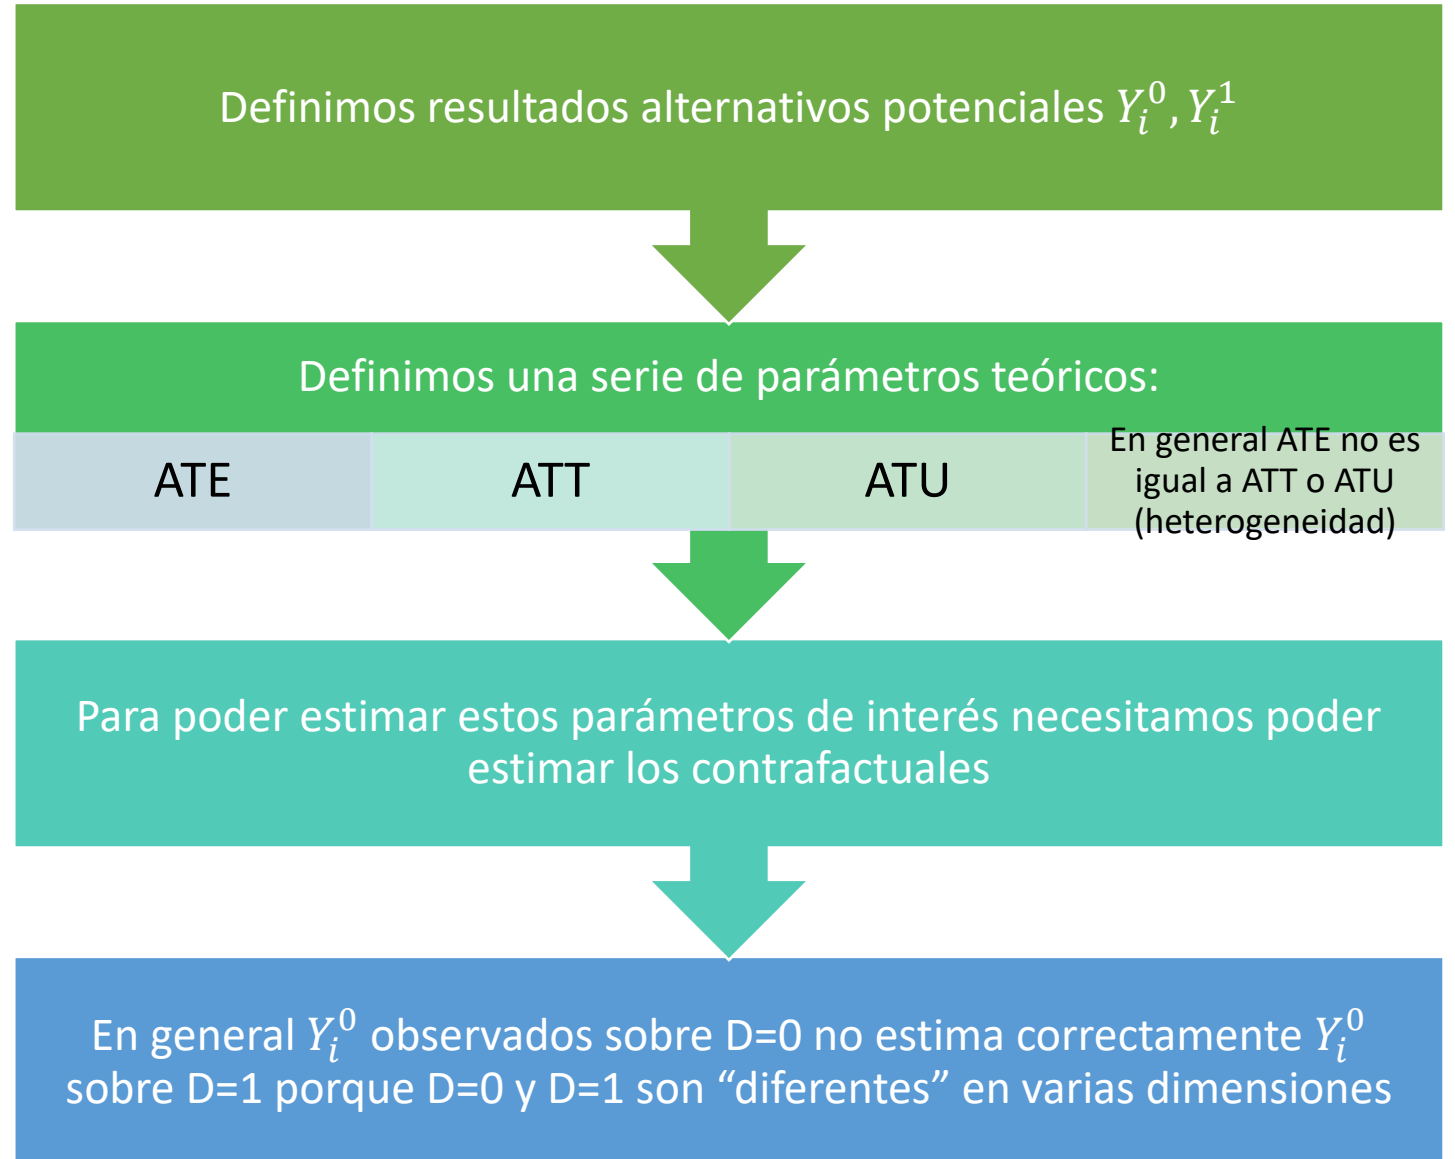 Definimos resultados alternativos potenciales $Y_i^0, Y_i^1$
Definimos una serie de parámetros teóricos:
ATE
ATT
ATU
En general ATE no es
igual a ATT o ATU
(heterogeneidad)
Para poder estimar estos parámetros de interés necesitamos poder
estimar los contrafactuales
En general $Y_i^0$ observados sobre D=0 no estima correctamente $Y_i^0$
sobre D=1 porque D=0 y D=1 son “diferentes” en varias dimensiones